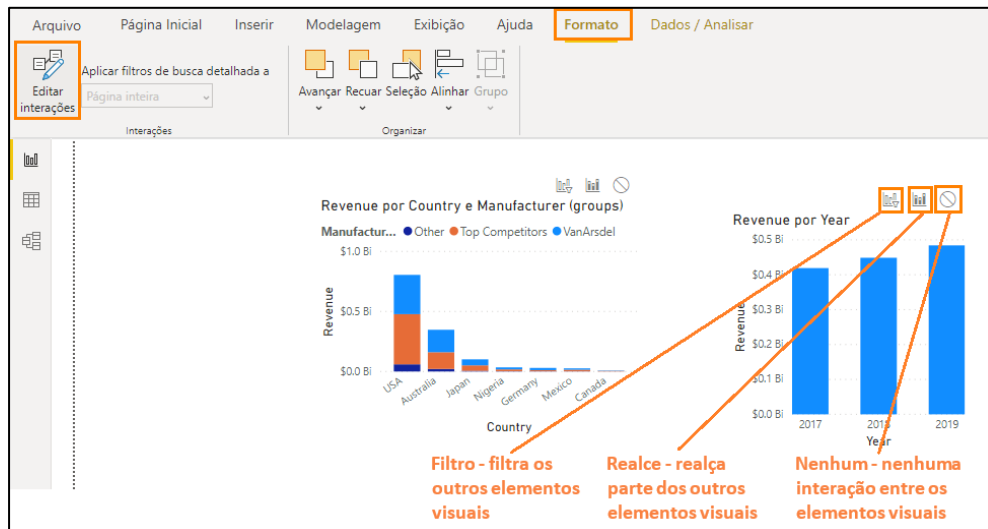 Arquivo Página Inicial Inserir Modelagem Exibição Ajuda Formato Dados / Analisar
Editar interações
Aplicar filtros de busca detalhada a
Página inteira
Interações
Avançar Recuar Seleção Alinhar Grupo
Organizar
Revenue por Country e Manufacturer (groups)
Manufactur... Other Top Competitors VanArsdel
$1.0 Bi
$0.5 Bi
$0.0 Bi
Revenue
USA Australia Japan Nigeria Germany Mexico Canada
Country
Revenue por Year
$0.5 Bi
$0.4 Bi
$0.3 Bi
$0.2 Bi
$0.1 Bi
$0.0 Bi
Revenue
2017 2018 2019
Year
Filtro - filtra os
outros elementos
visuais
Realce - realça
parte dos outros
elementos visuais
Nenhum - nenhuma
interação entre os
elementos visuais